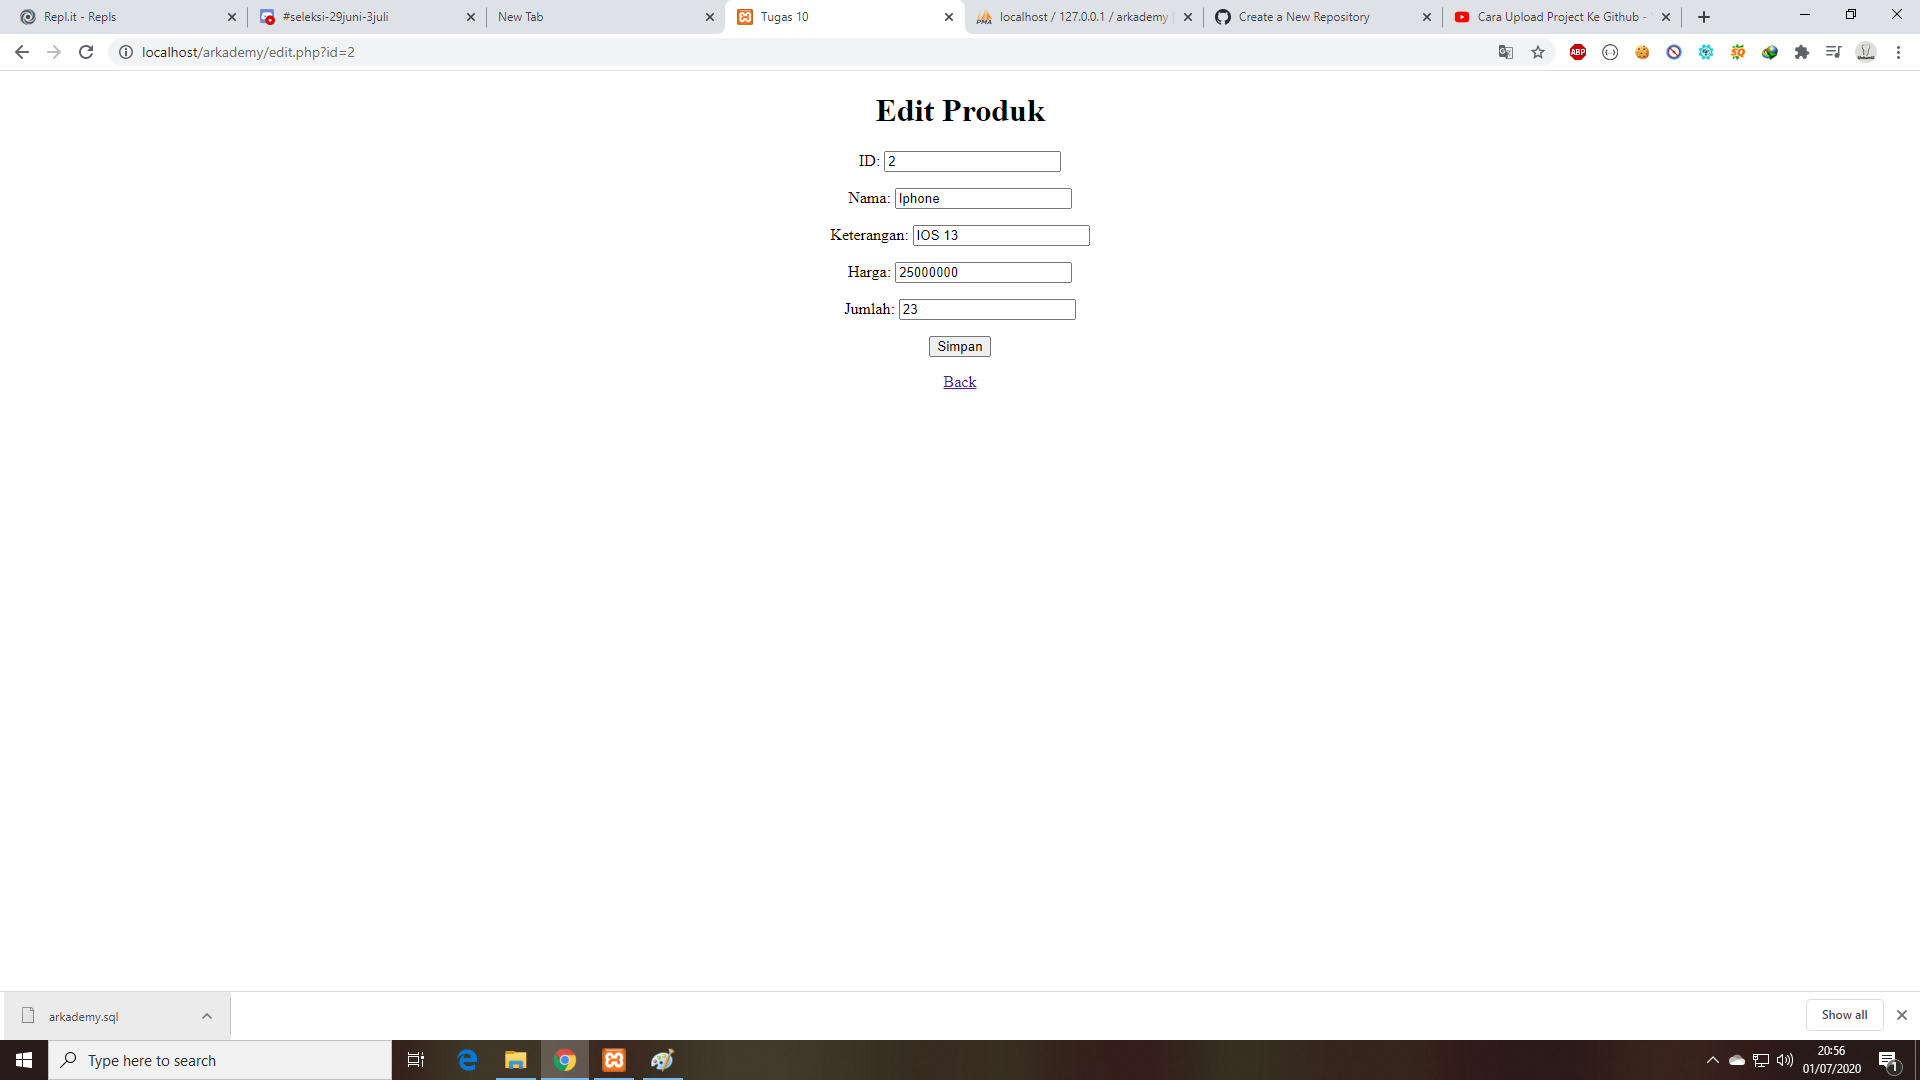 Repl.it - Repls
#seleksi-29juni-3juli
New Tab
Tugas 10
localhost / 127.0.0.1 / arkademy
Create a New Repository
Cara Upload Project Ke Github -
localhost/arkademy/edit.php?id=2
ABP
Edit Produk
ID: 2
Nama: Iphone
Keterangan: IOS 13
Harga: 25000000
Jumlah: 23
Simpan
Back
arkademy.sql
Show all
Type here to search
20:56
01/07/2020
1